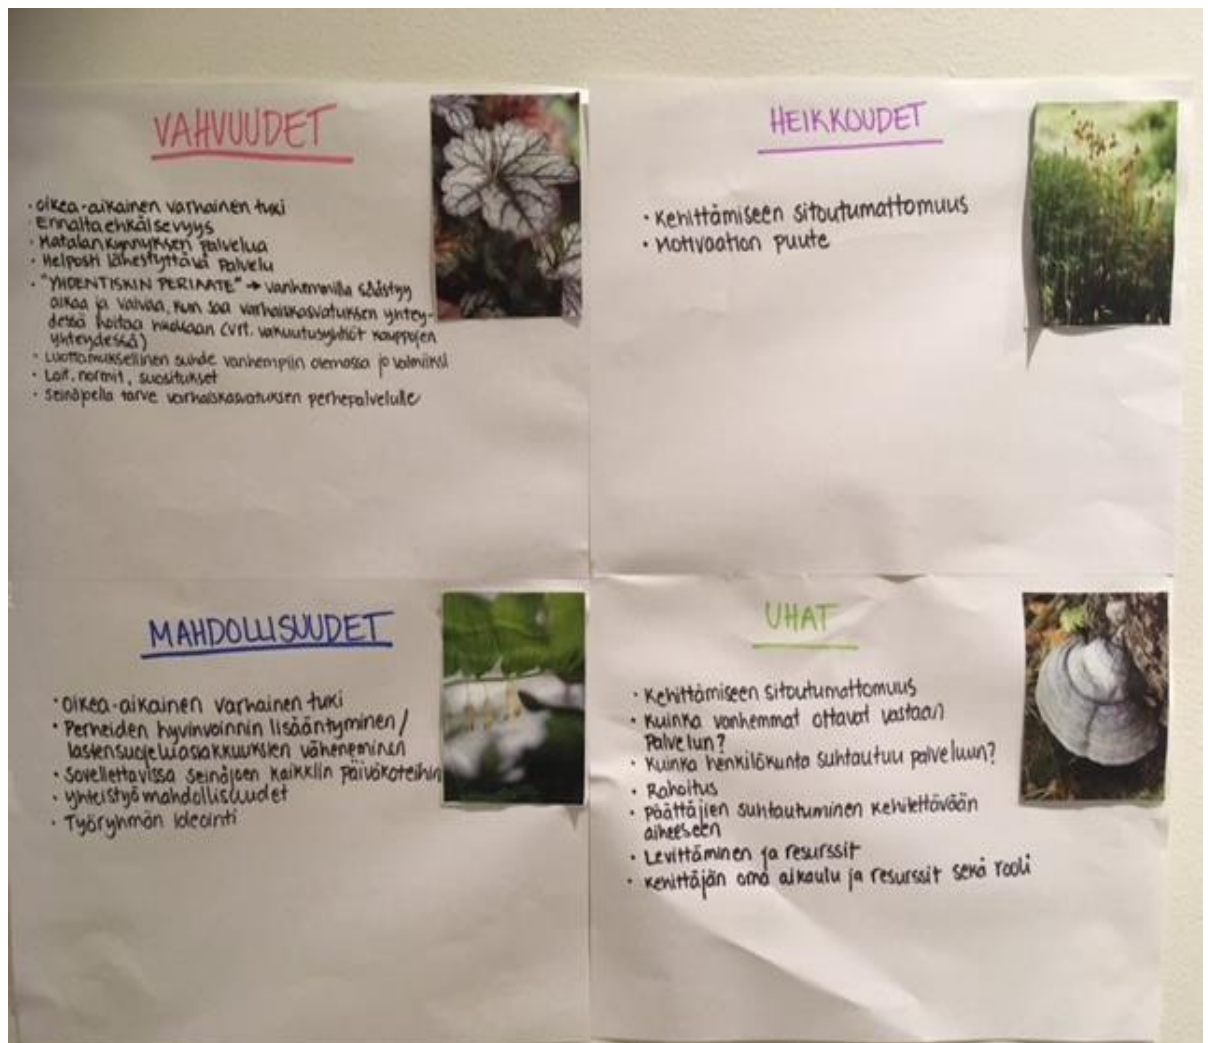 VAHVUUDET
· Oikea-aikainen varhainen tuki
Ennaltaehkäisevyys
· Matalan kynnyksen palvelua
· Helposti lähestyttävä palvelu
· "YHDENTISKIN PERIAATE" → vanhemmilla säästyy
aikaa ja vaivaa, kun saa varhaiskasvatuksen yhtey-
dessä hoitaa huoliaan (vrt. vakuutusyhtiöt kauppojen
yhteydessä)
· Luottamuksellinen suhde vanhempiin olemassa jo valmiiksi
· Lait, normit, suositukset
· Seinäjoella tarve varhaiskasvatuksen perhepalvelulle
HEIKKOUDET
· Kehittämiseen sitoutumattomuus
· Motivaation puute
MAHDOLLISUUDET
· Oikea-aikainen varhainen tuki
· Perheiden hyvinvoinnin lisääntyminen /
lastensuojeluasiakkuuksien väheneminen
· Sovellettavissa Seinäjoen kaikkiin päiväkoteihin
· Yhteistyömahdollisuudet
· Työryhmän ideointi
UHAT
· Kehittämiseen sitoutumattomuus
· Kuinka vanhemmat ottavat vastaan
palvelun?
· Kuinka henkilökunta suhtautuu palveluun?
· Rahoitus
· Päättäjien suhtautuminen kehitettävään
aiheeseen
· Levittäminen ja resurssit
· Kehittäjän oma aikaulu ja resurssit sekä rooli